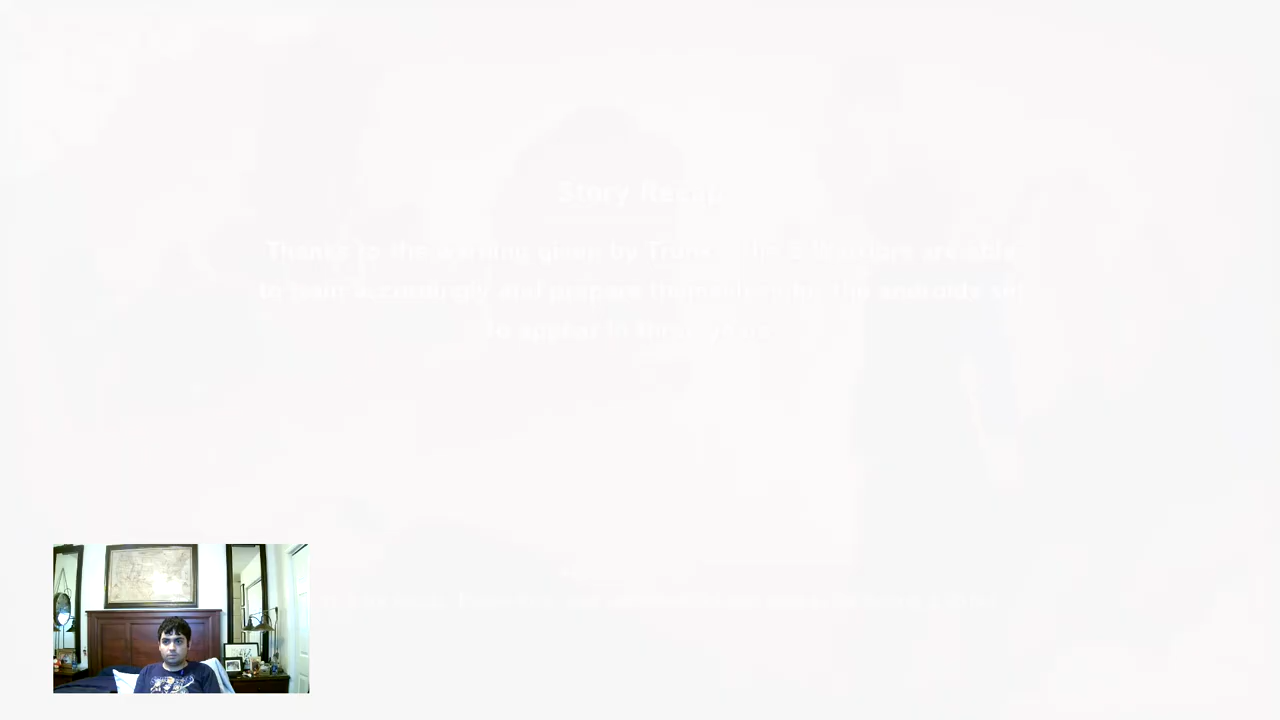 Story Recap
Thanks to the warning given by Trunks, the Z Warriors are able
to train accordingly and prepare themselves for the androids set
to appear in three years.